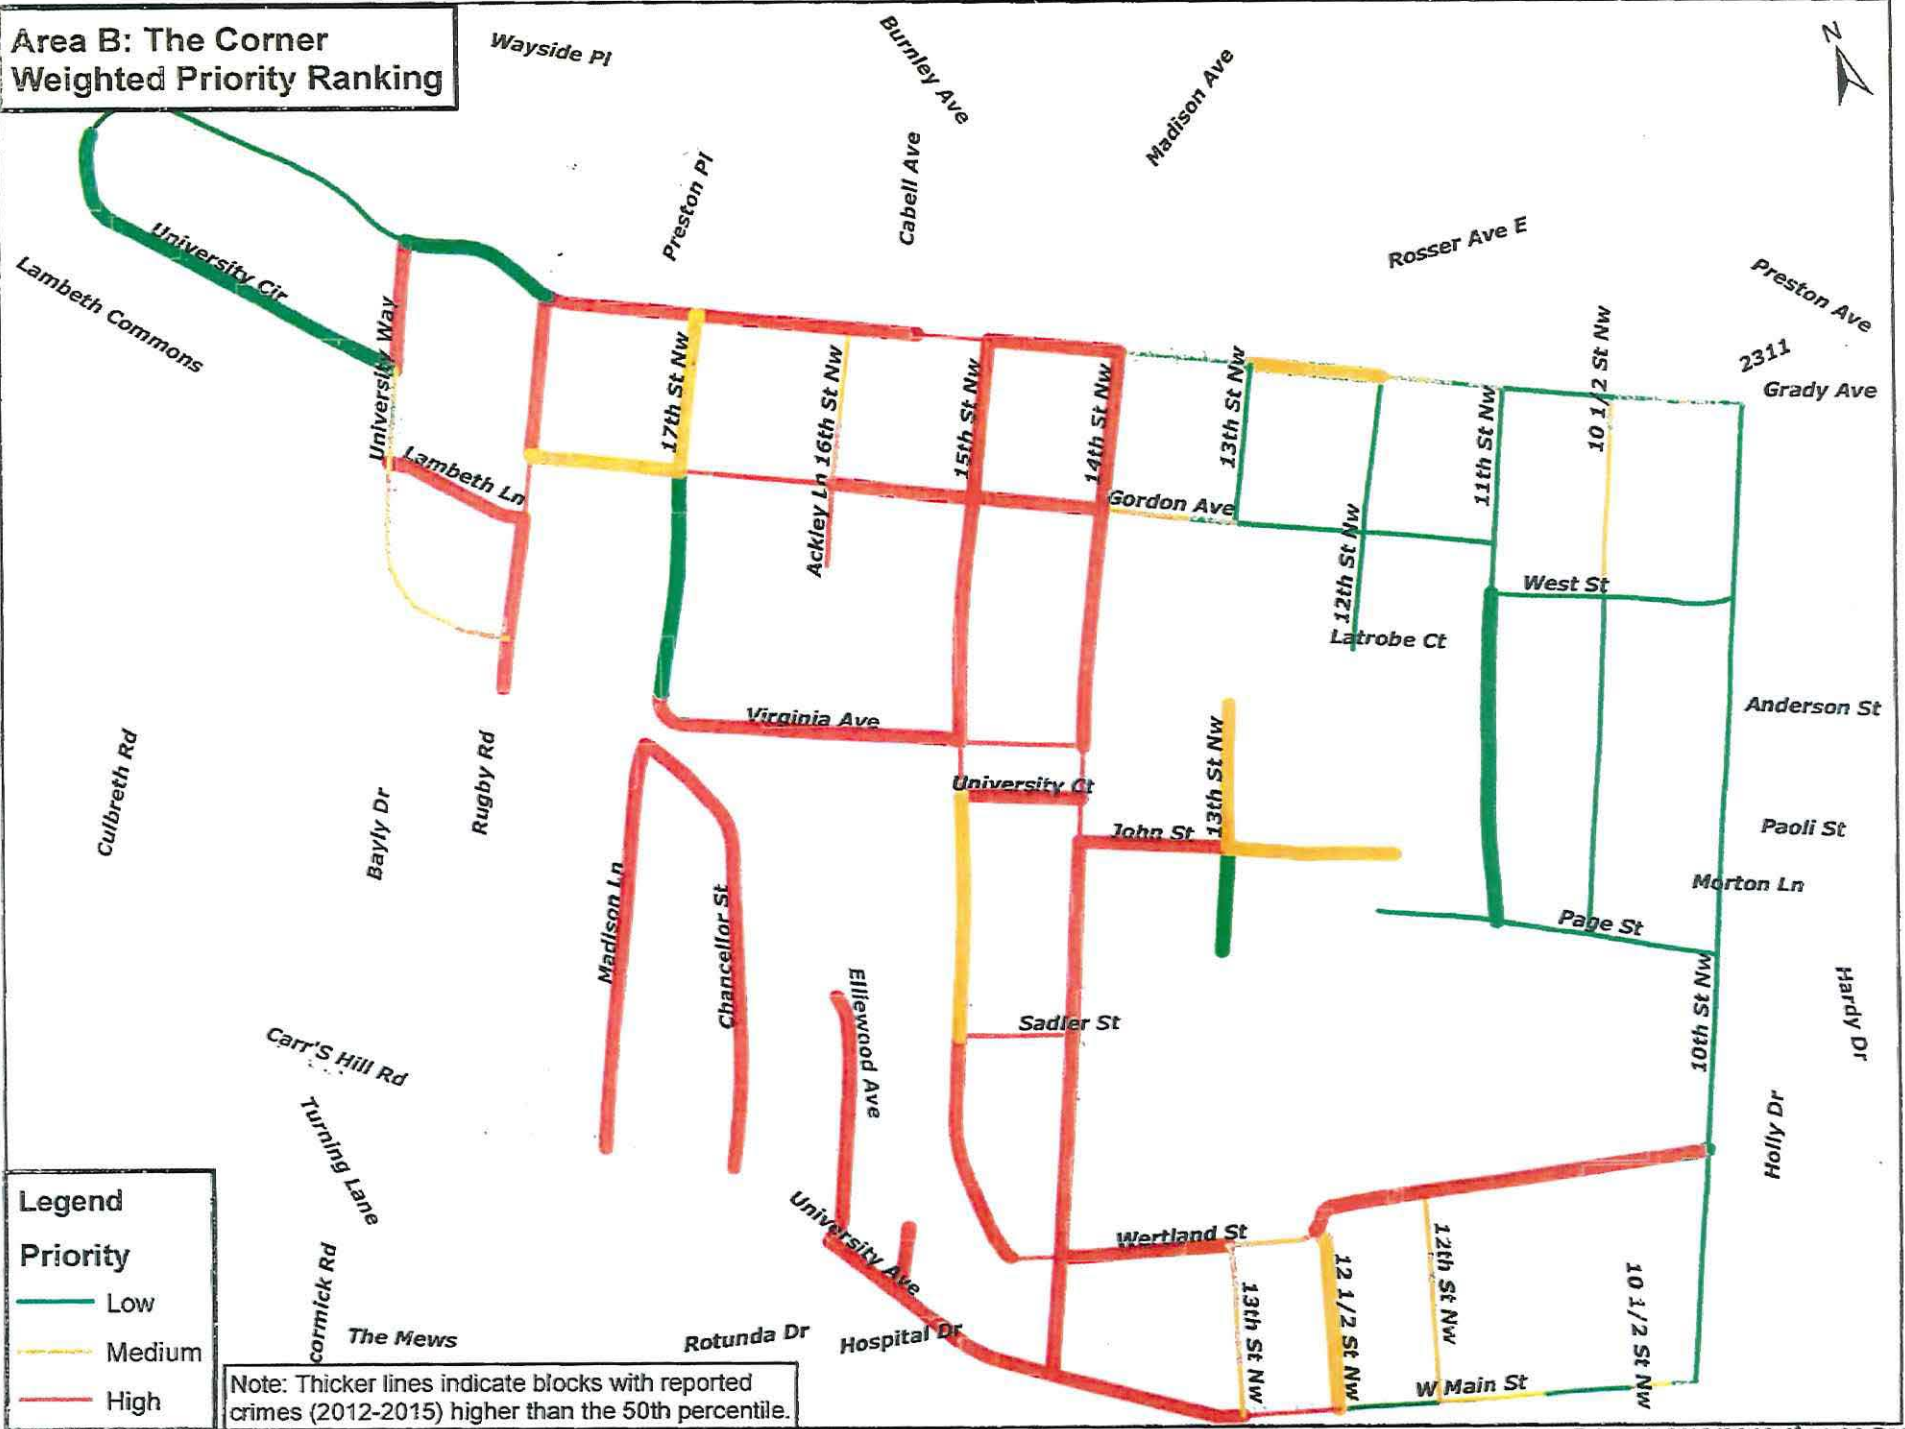 Area B: The Corner
Weighted Priority Ranking
Wayside Pl
Burnley Ave
Madison Ave
Cabell Ave
Preston Pl
Rosser Ave E
Preston Ave
2311
Grady Ave
University Cir
Lambeth Commons
University Way
Lambeth Ln
17th St Nw
16th St Nw
Ackley Ln
15th St Nw
14th St Nw
13th St Nw
Gordon Ave
12th St Nw
11th St Nw
10 1/2 St Nw
West St
Latrobe Ct
Anderson St
Virginia Ave
University Ct
John St
13th St Nw
Paoli St
Morton Ln
Page St
Culbreth Rd
Bayly Dr
Rugby Rd
Madison Ln
Chancellor St
Elliewood Ave
Sadler St
10th St Nw
Hardy Dr
Holly Dr
Carr'S Hill Rd
Turning Lane
cormick Rd
The Mews
University Ave
Rotunda Dr
Hospital Dr
Wertland St
13th St Nw
12 1/2 St Nw
12th St Nw
10 1/2 St Nw
W Main St
N
Legend
Priority
Low
Medium
High
Note: Thicker lines indicate blocks with reported
crimes (2012-2015) higher than the 50th percentile.